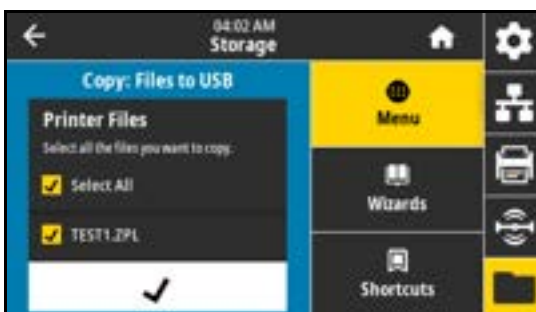 04:02 AM
Storage
Copy: Files to USB
Printer Files
Select all the files you want to copy.
Select All
TEST1.ZPL
Menu
Wizards
Shortcuts